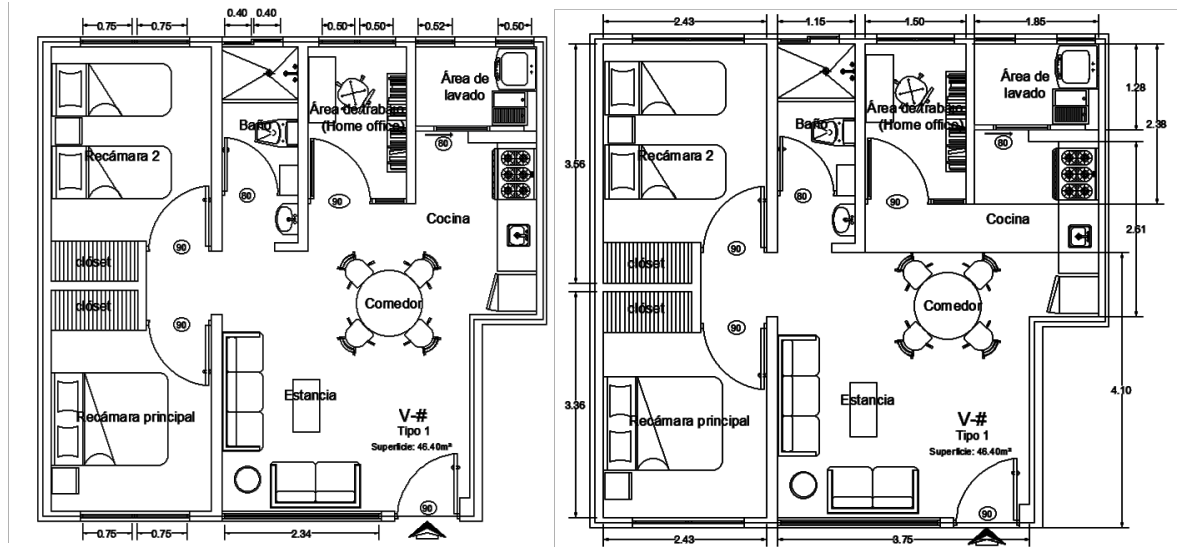 0.75
0.75
0.40
0.40
0.50
0.50
0.52
0.50
Área de
lavado
Área de trabajo
(Home office)
Baño
Recámara 2
80
80
90
90
Cocina
clóset
clóset
90
Comedor
Recámara principal
Estancia
V-#
Tipo 1
Superficie: 46.40m²
90
0.75
0.75
2.34
2.43
1.15
1.50
1.85
Área de
lavado
1.28
2.38
Área de trabajo
(Home office)
Baño
Recámara 2
80
3.56
80
90
Cocina
2.61
90
clóset
clóset
90
Comedor
4.10
3.36
Recámara principal
Estancia
V-#
Tipo 1
Superficie: 46.40m²
90
2.43
3.75